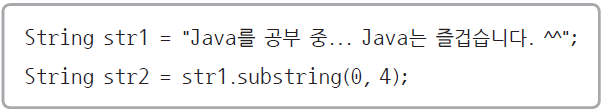 String str1 = "Java를 공부 중... Java는 즐겁습니다. ^^";
String str2 = str1.substring(0, 4);